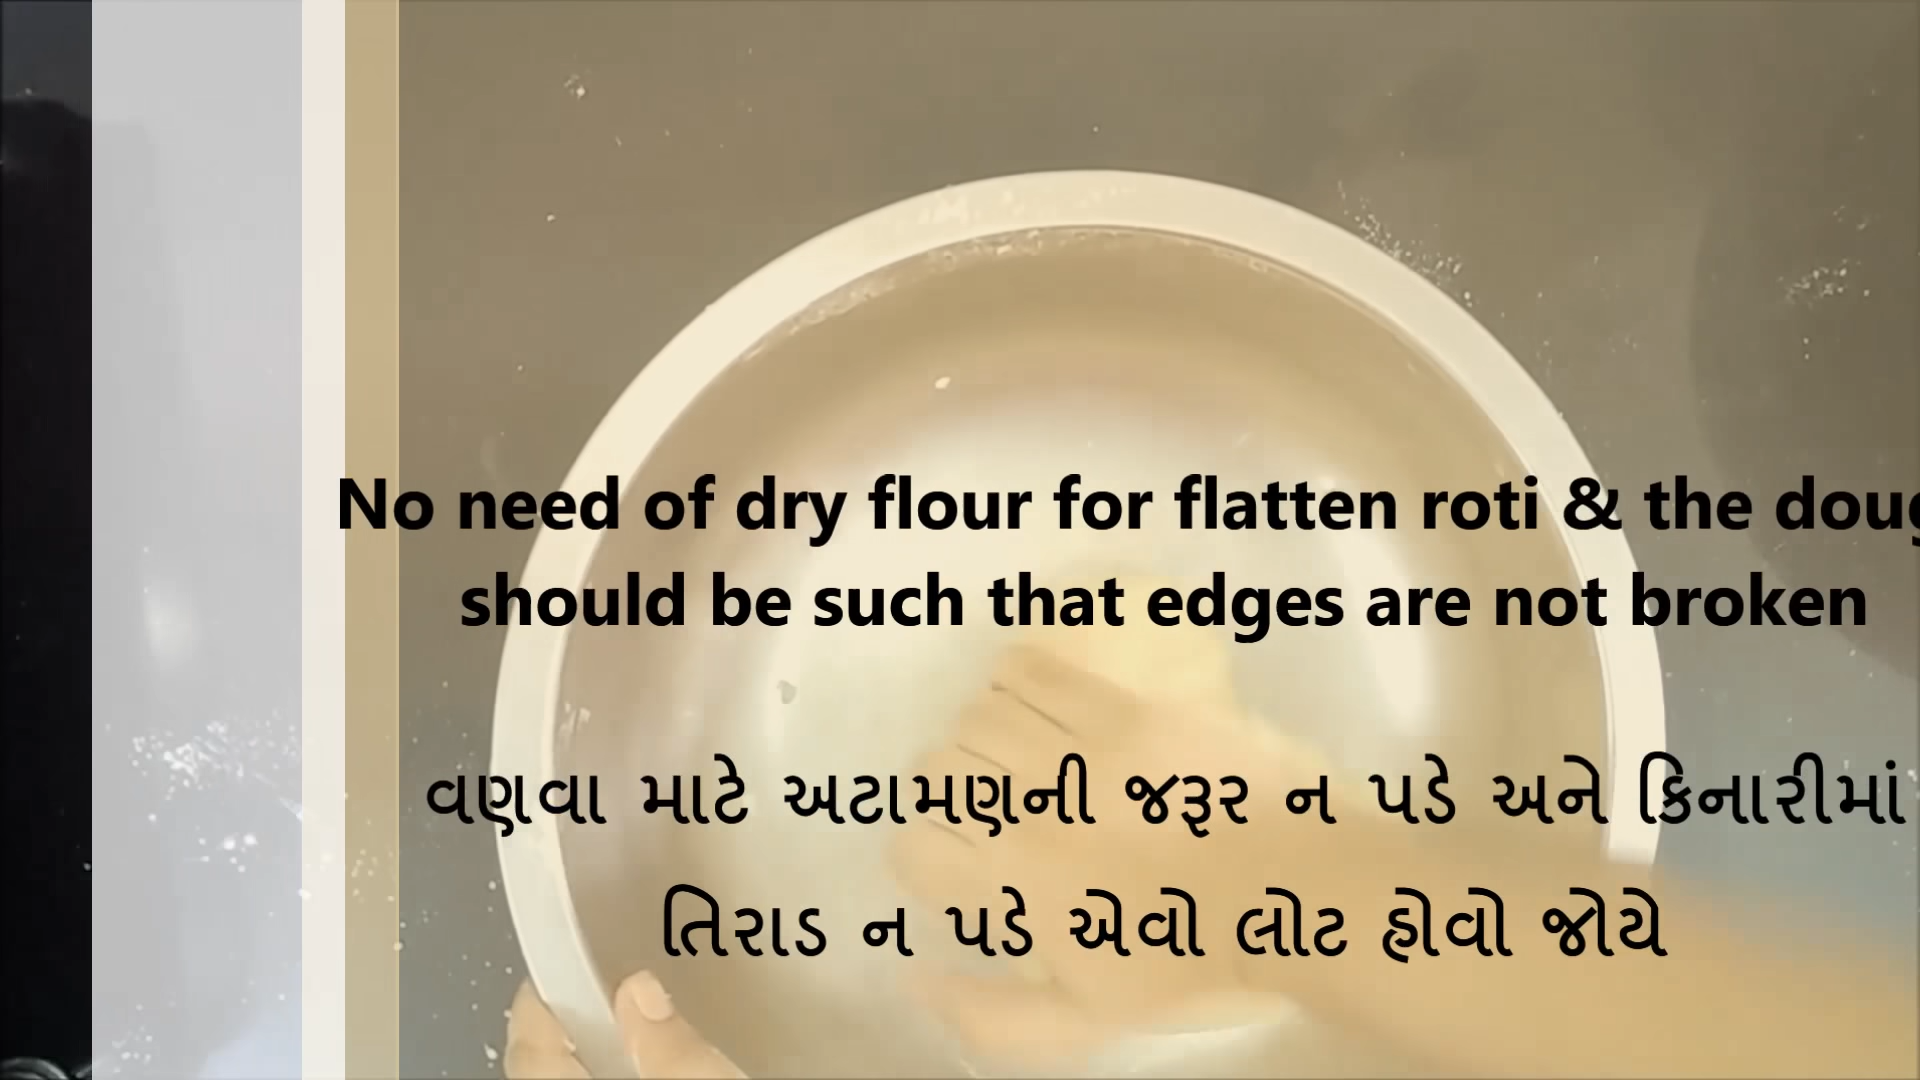 No need of dry flour for flatten roti & the doug
should be such that edges are not broken
વણવા માટે અટામણની જરૂર ન પડે અને કિનારીમાં
તિરાડ ન પડે એવો લોટ હોવો જોયે